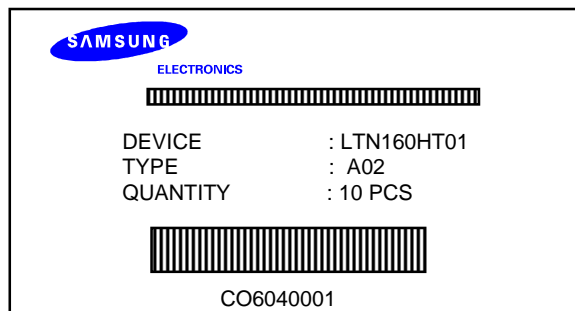 SAMSUNG
ELECTRONICS
DEVICE : LTN160HT01
TYPE : A02
QUANTITY : 10 PCS
CO6040001